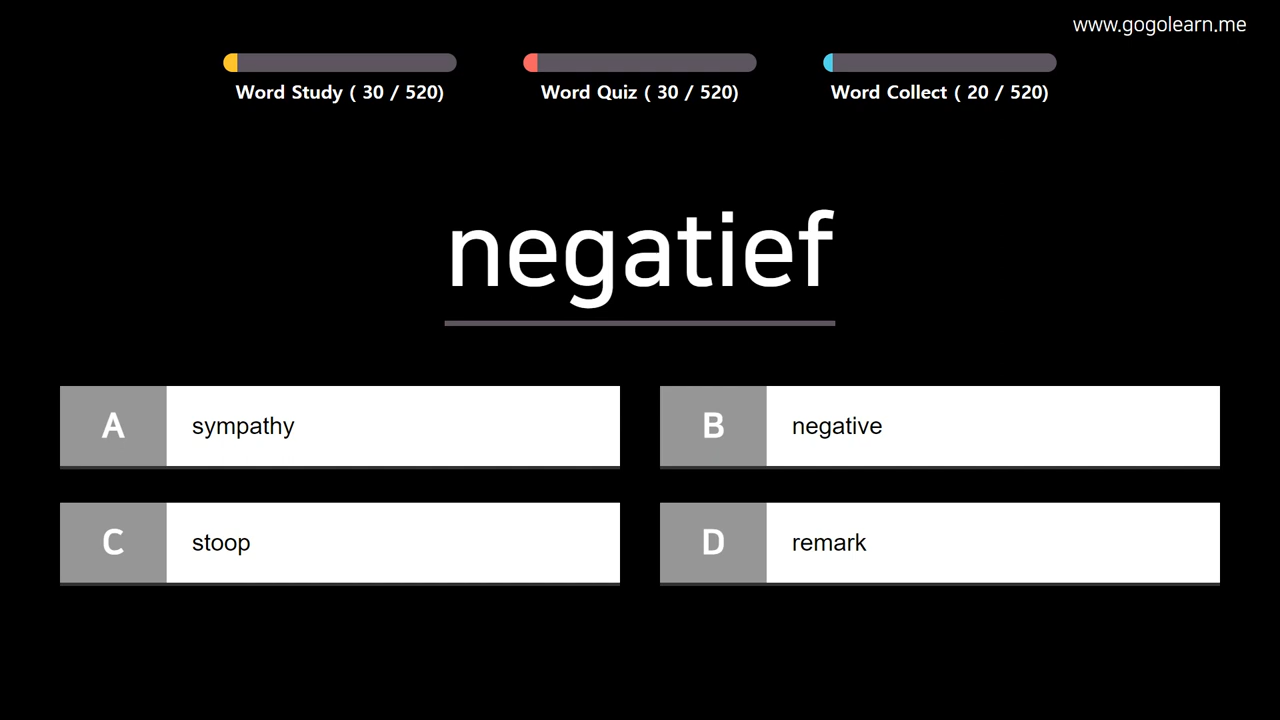 www.gogolearn.me
Word Study ( 30 / 520)
Word Quiz ( 30 / 520)
Word Collect ( 20 / 520)
negatief
A sympathy
B negative
C stoop
D remark